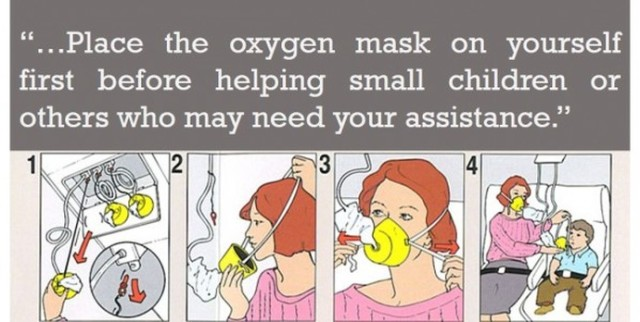 “...Place the oxygen mask on yourself
first before helping small children or
others who may need your assistance.”
1 2 3 4